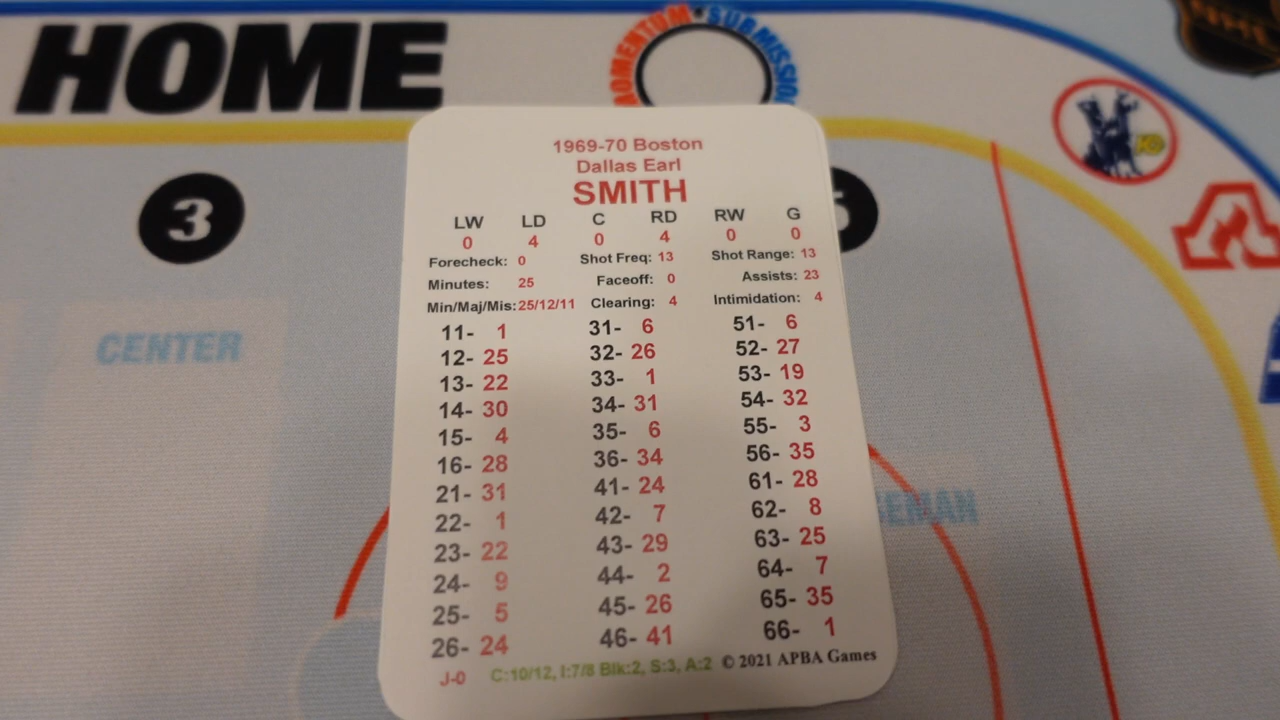 HOME
MOMENTUM • SUBMISSION
3
5
CENTER
1969-70 Boston
Dallas Earl
SMITH
LW LD C RD RW G
0 4 0 4 0 0
Forecheck: 0 Shot Freq: 13 Shot Range: 13
Minutes: 25 Faceoff: 0 Assists: 23
Min/Maj/Mis: 25/12/11 Clearing: 4 Intimidation: 4
11- 1 31- 6 51- 6
12- 25 32- 26 52- 27
13- 22 33- 1 53- 19
14- 30 34- 31 54- 32
15- 4 35- 6 55- 3
16- 28 36- 34 56- 35
21- 31 41- 24 61- 28
22- 1 42- 7 62- 8
23- 22 43- 29 63- 25
24- 9 44- 2 64- 7
25- 5 45- 26 65- 35
26- 24 46- 41 66- 1
J-0 C:10/12, I:7/8 Blk:2, S:3, A:2 © 2021 APBA Games
SEMAN